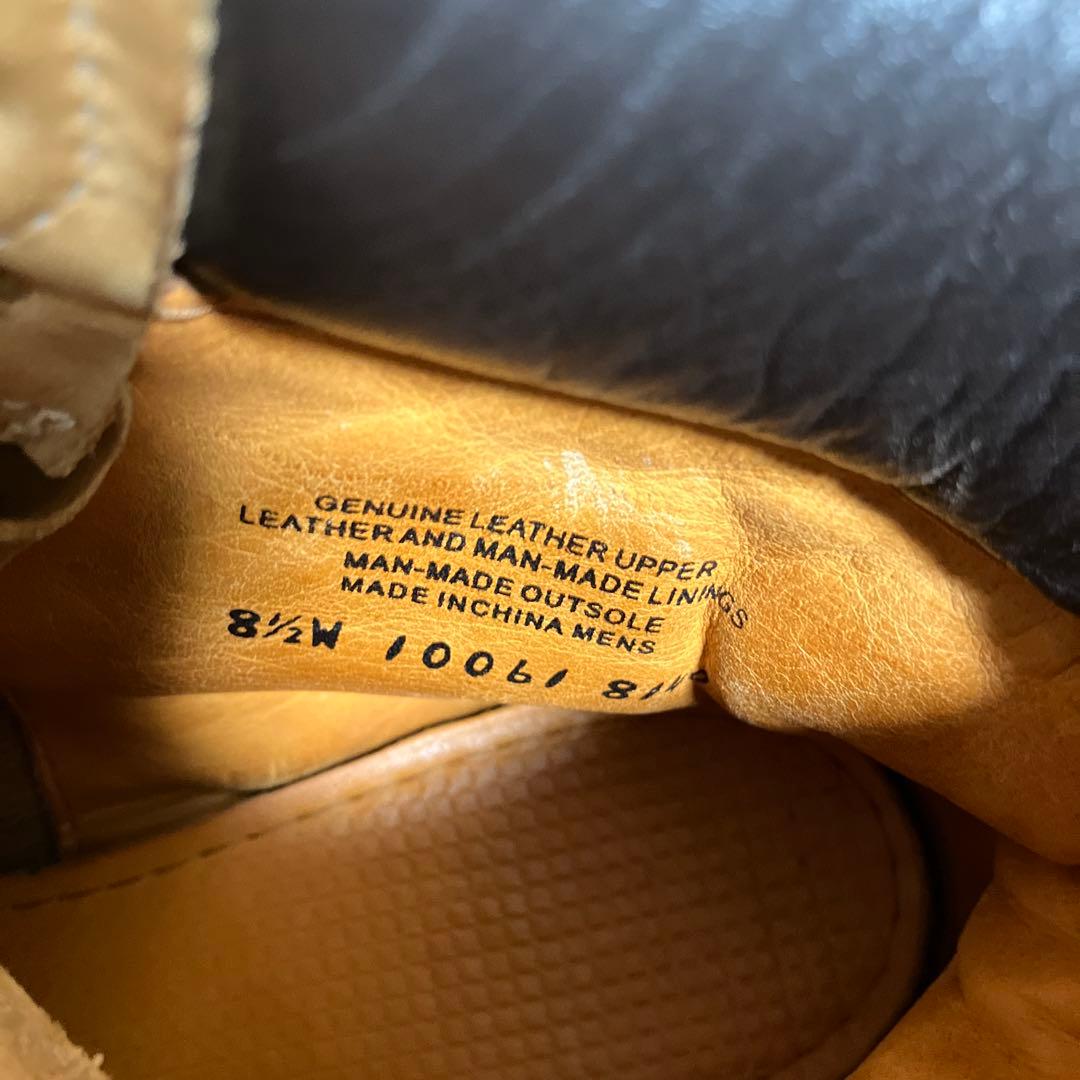 GENUINE LEATHER UPPER
LEATHER AND MAN-MADE LININGS
MAN-MADE OUTSOLE
MADE IN CHINA MENS
8½W 10061